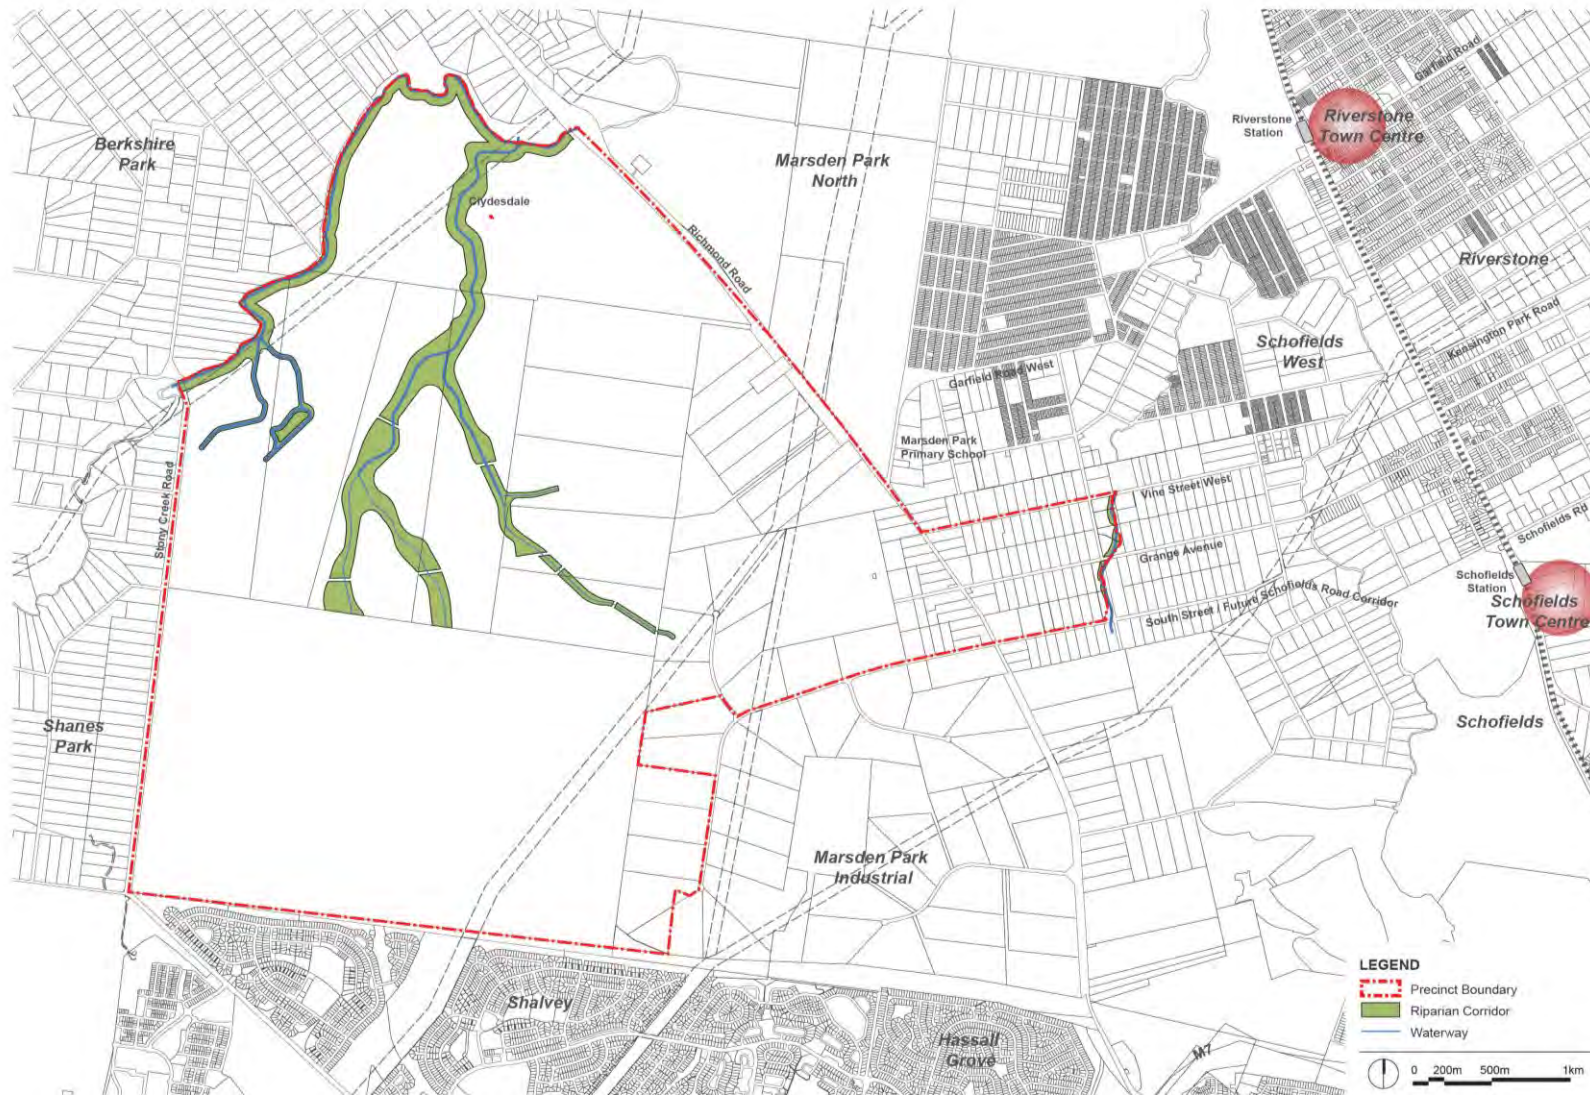 Garfield Road
Riverstone
Station
Riverstone
Town Centre
Berkshire
Park
Marsden Park
North
Clydesdale
Richmond Road
Riverstone
Kensington Park Road
Schofields
West
Garfield Road West
Marsden Park
Primary School
Stony Creek Road
Vine Street West
Schofields Rd
Grange Avenue
Schofields
Station
South Street / Future Schofields Road Corridor
Schofields
Town Centre
Shanes
Park
Schofields
Marsden Park
Industrial
LEGEND
Precinct Boundary
Riparian Corridor
Waterway
Shalvey
Hassall
Grove
M7
0 200m 500m 1km